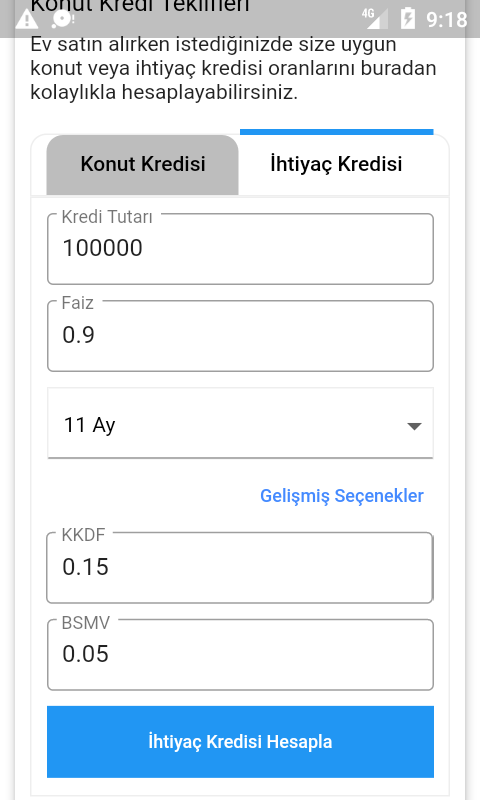 Konut Kredi Teklifleri
4G
9:18
Ev satın alırken istediğinizde size uygun
konut veya ihtiyaç kredisi oranlarını buradan
kolaylıkla hesaplayabilirsiniz.
Konut Kredisi
İhtiyaç Kredisi
Kredi Tutarı
100000
Faiz
0.9
11 Ay
Gelişmiş Seçenekler
KKDF
0.15
BSMV
0.05
İhtiyaç Kredisi Hesapla